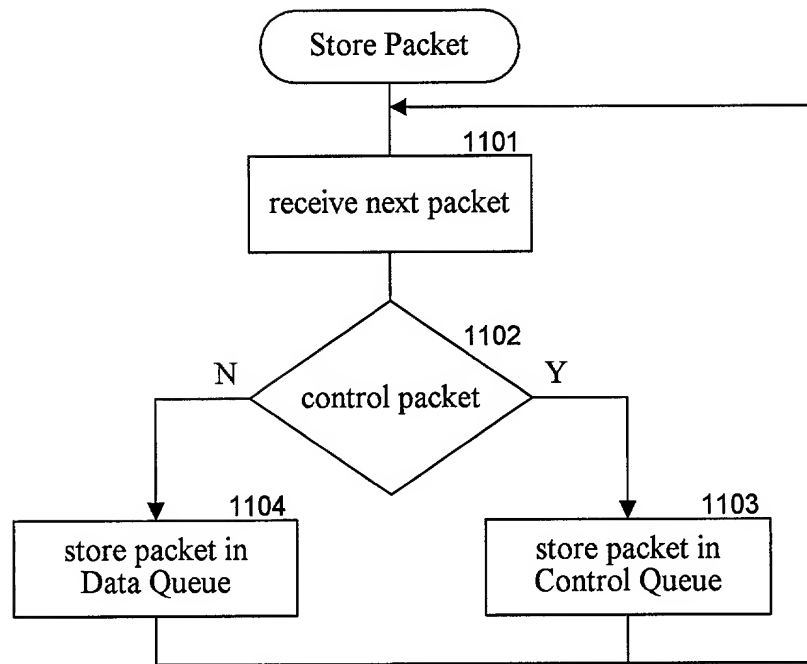 Store Packet
1101
receive next packet
1102
N
Y
control packet
1104
1103
store packet in
Data Queue
store packet in
Control Queue